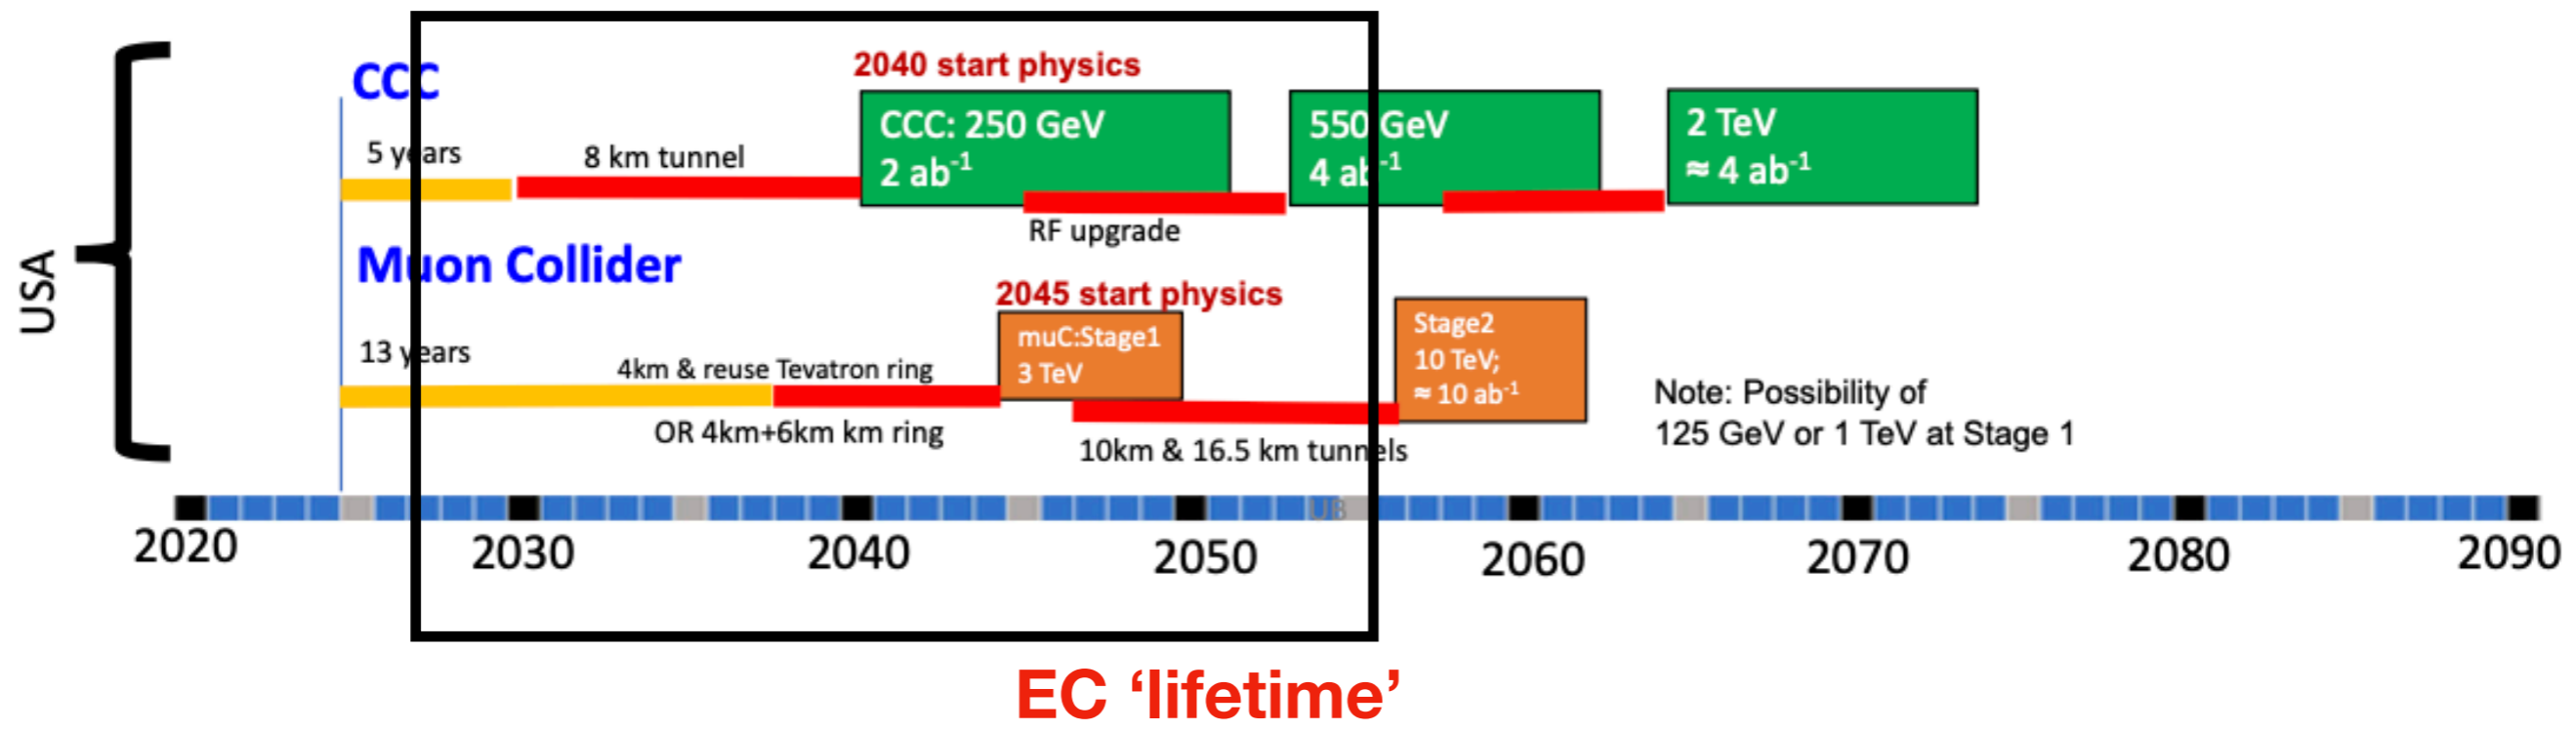 USA
CCC
2040 start physics
5 years
8 km tunnel
CCC: 250 GeV
2 ab-1
550 GeV
4 ab-1
2 TeV
≈ 4 ab-1
RF upgrade
Muon Collider
2045 start physics
13 years
4km & reuse Tevatron ring
OR 4km+6km km ring
muC:Stage1
3 TeV
10km & 16.5 km tunnels
Stage2
10 TeV;
≈ 10 ab-1
Note: Possibility of
125 GeV or 1 TeV at Stage 1
UB
2020 2030 2040 2050 2060 2070 2080 2090
EC ‘lifetime’